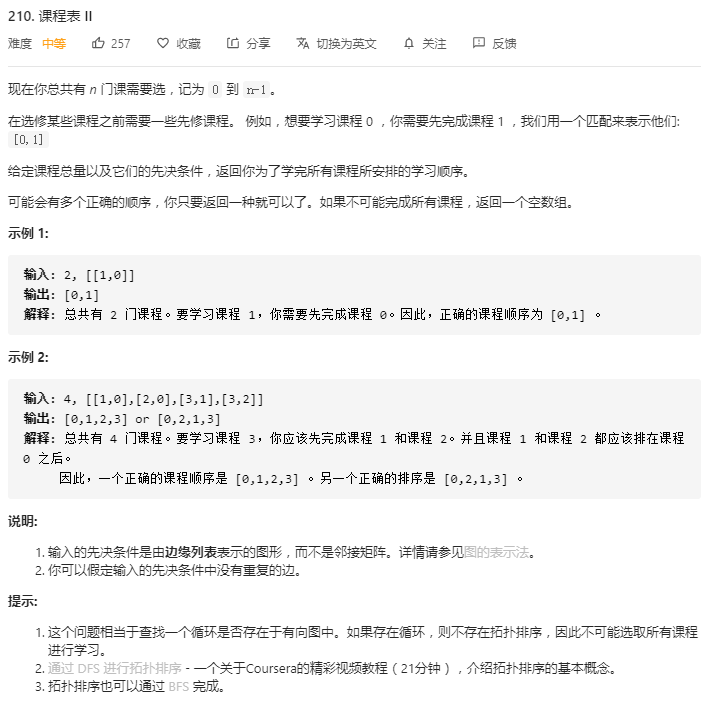 210. 课程表 II
难度 中等 257 收藏 分享 切换为英文 关注 反馈
现在你总共有 n 门课需要选，记为 0 到 n-1。
在选修某些课程之前需要一些先修课程。 例如，想要学习课程 0 ，你需要先完成课程 1 ，我们用一个匹配来表示他们:
[0,1]
给定课程总量以及它们的先决条件，返回你为了学完所有课程所安排的学习顺序。
可能会有多个正确的顺序，你只要返回一种就可以了。如果不可能完成所有课程，返回一个空数组。
示例 1:
输入: 2, [[1,0]]
输出: [0,1]
解释: 总共有 2 门课程。要学习课程 1，你需要先完成课程 0。因此，正确的课程顺序为 [0,1] 。
示例 2:
输入: 4, [[1,0],[2,0],[3,1],[3,2]]
输出: [0,1,2,3] or [0,2,1,3]
解释: 总共有 4 门课程。要学习课程 3，你应该先完成课程 1 和课程 2。并且课程 1 和课程 2 都应该排在课程
0 之后。
因此，一个正确的课程顺序是 [0,1,2,3] 。另一个正确的排序是 [0,2,1,3] 。
说明:
1. 输入的先决条件是由边缘列表表示的图形，而不是邻接矩阵。详情请参见图的表示法。
2. 你可以假定输入的先决条件中没有重复的边。
提示:
1. 这个问题相当于查找一个循环是否存在于有向图中。如果存在循环，则不存在拓扑排序，因此不可能选取所有课程
进行学习。
2. 通过 DFS 进行拓扑排序 - 一个关于Coursera的精彩视频教程（21分钟），介绍拓扑排序的基本概念。
3. 拓扑排序也可以通过 BFS 完成。